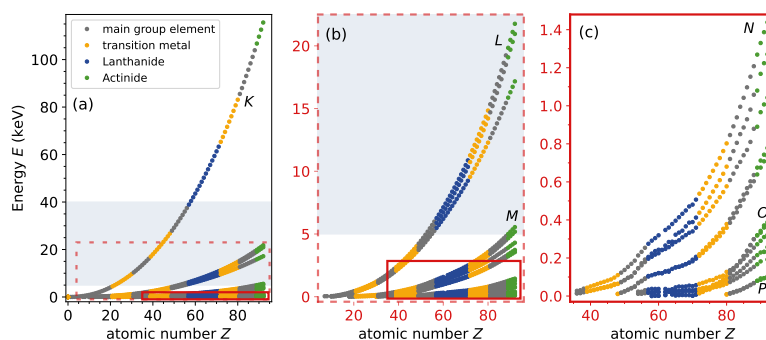 main group element
transition metal
Lanthanide
Actinide
(a)
K
Energy E (keV)
0
20
40
60
80
100
0
20
40
60
80
atomic number Z
(b)
L
M
0
5
10
15
20
20
40
60
80
atomic number Z
(c)
N
O
P
0.0
0.2
0.4
0.6
0.8
1.0
1.2
1.4
40
60
80
atomic number Z